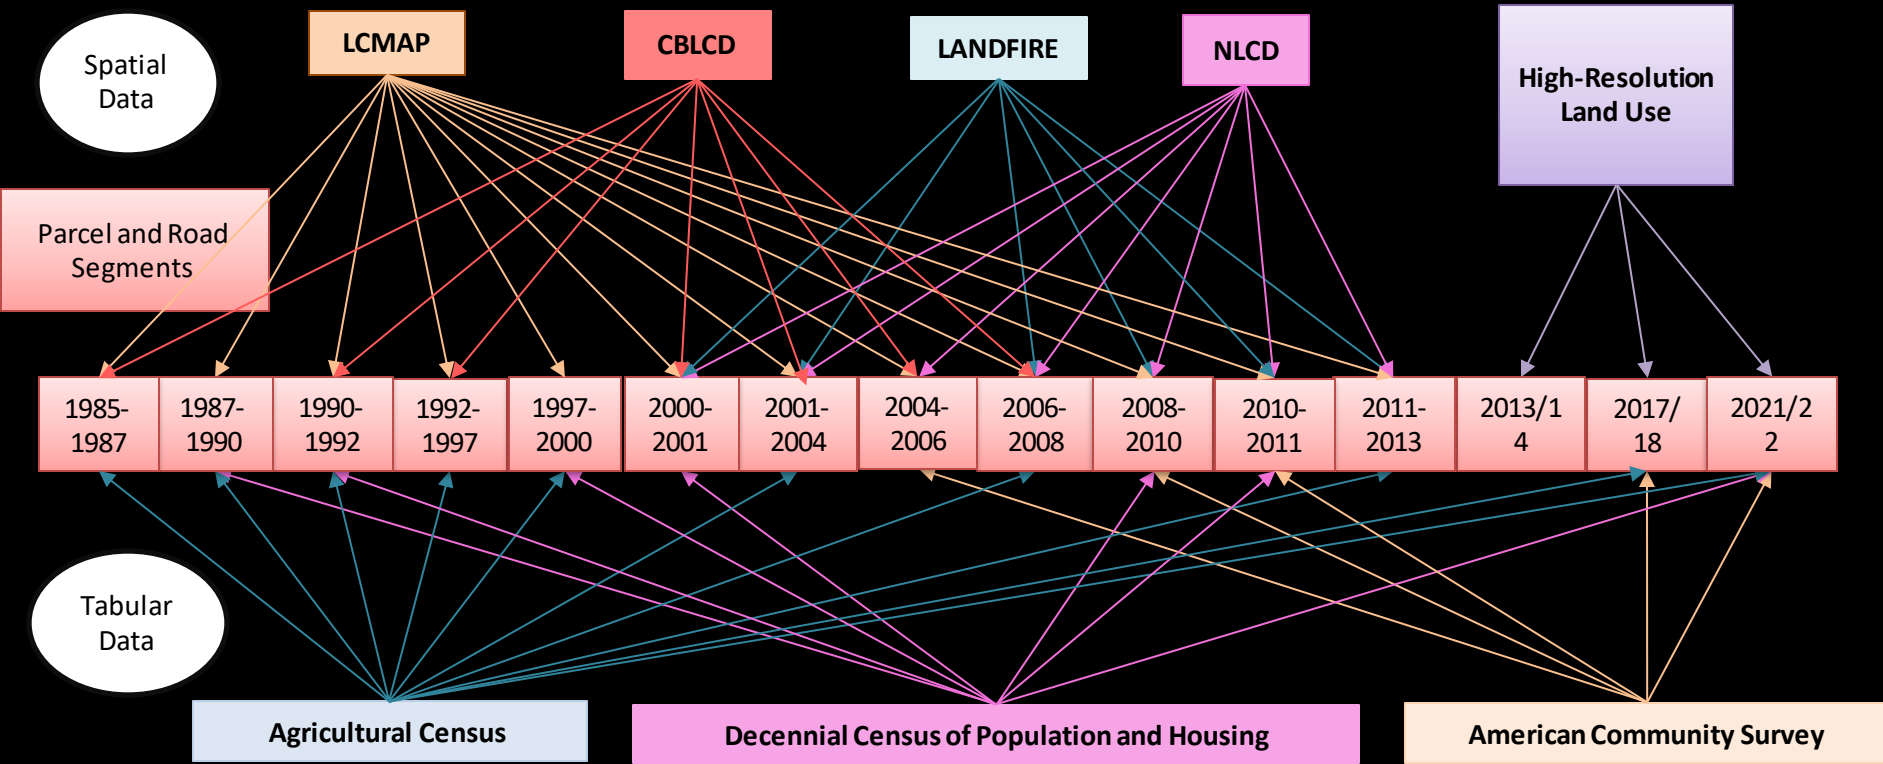 Spatial
Data
LCMAP
CBLCD
LANDFIRE
NLCD
High-Resolution
Land Use
Parcel and Road
Segments
1985-
1987
1987-
1990
1990-
1992
1992-
1997
1997-
2000
2000-
2001
2001-
2004
2004-
2006
2006-
2008
2008-
2010
2010-
2011
2011-
2013
2013/1
4
2017/
18
2021/2
2
Tabular
Data
Agricultural Census
Decennial Census of Population and Housing
American Community Survey